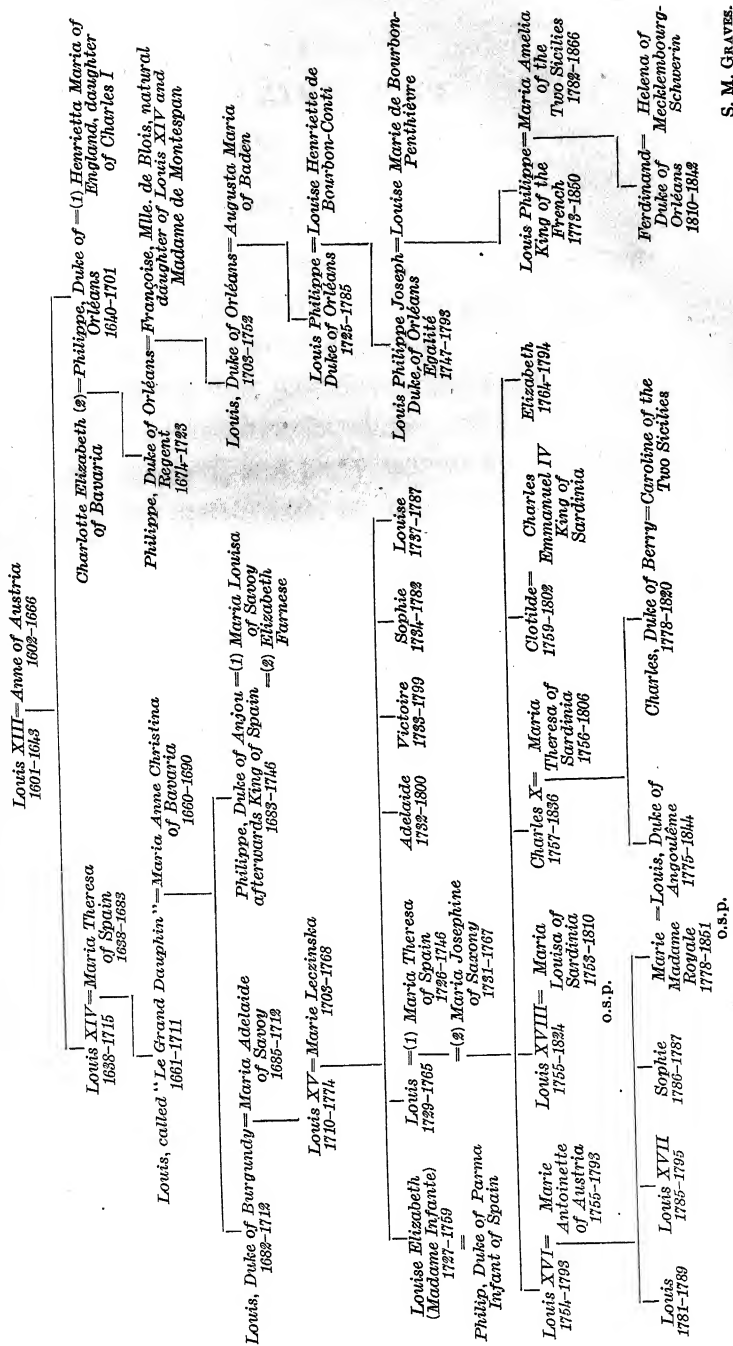 Louis XIII=Anne of Austria
1601–1643 1602–1666
Louis XIV=Maria Theresa
1638–1715 of Spain
1638–1683
Charlotte Elizabeth (2)=Philippe, Duke of =(1) Henrietta Maria of
of Bavaria Orléans England, daughter
1640–1701 of Charles I
Louis, called "Le Grand Dauphin"=Maria Anne Christina
1661–1711 of Bavaria
1660–1690
Philippe, Duke of Orléans=Françoise, Mlle. de Blois, natural
Regent daughter of Louis XIV and
1674–1723 Madame de Montespan
Louis, Duke of Burgundy=Maria Adelaide
1682–1712 of Savoy
1685–1712
Philippe, Duke of Anjou =(1) Maria Louisa
afterwards King of Spain of Savoy
1683–1746 =(2) Elizabeth
Farnese
Louis, Duke of Orléans=Augusta Maria
1703–1752 of Baden
Louis XV=Marie Leczinska
1710–1774 1703–1768
Louis Philippe =Louise Henriette de
Duke of Orléans Bourbon-Conti
1725–1785
Louise Elizabeth
(Madame Infante)
1727–1759
=
Philip, Duke of Parma
Infant of Spain
Louis =(1) Maria Theresa
1729–1765 of Spain
1726–1746
=(2) Maria Josephine
of Saxony
1731–1767
Adelaide
1732–1800
Victoire
1733–1799
Sophie
1734–1782
Louise
1737–1787
Louis Philippe Joseph=Louise Marie de Bourbon-
Duke of Orléans Penthièvre
Egalité
1747–1793
Louis XVI= Marie
1754–1793 Antoinette
of Austria
1755–1793
Louis XVIII= Maria
1755–1824 Louisa of
Sardinia
1753–1810
o.s.p.
Charles X= Maria
1757–1836 Theresa of
Sardinia
1756–1806
Clotilde= Charles
1759–1802 Emmanuel IV
King of
Sardinia
Elizabeth
1764–1794
Louis Philippe=Maria Amelia
King of the of the
French Two Sicilies
1773–1850 1782–1866
Louis
1781–1789
Louis XVII
1785–1795
Sophie
1786–1787
Marie =Louis, Duke of
Madame Angoulême
Royale 1775–1844
1778–1851
o.s.p.
Charles, Duke of Berry=Caroline of the
1778–1820 Two Sicilies
Ferdinand= Helena of
Duke of Mecklembourg-
Orléans Schwerin
1810–1842
S. M. GRAVES.